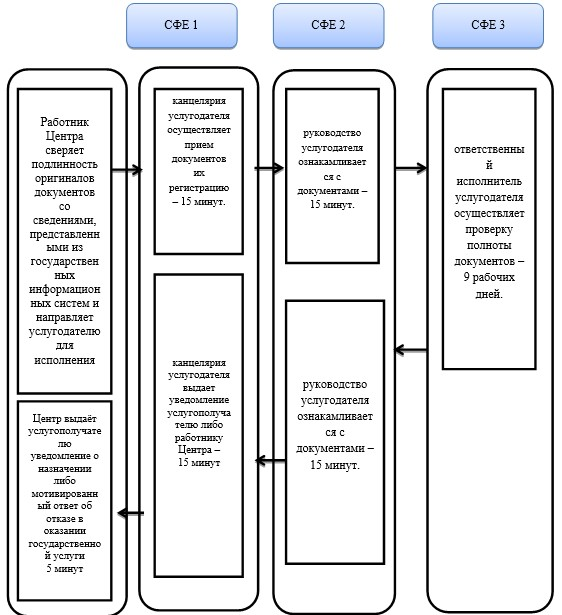 СФЕ 1
СФЕ 2
СФЕ 3
Работник
Центра
сверяет
подлинность
оригиналов
документов
со
сведениями,
представленн
ыми из
государствен
ных
информацион
ных систем и
направляет
услугодателю
для
исполнения
канцелярия
услугодателя
осуществляет
прием
документов
их
регистрацию
– 15 минут.
руководство
услугодателя
ознакамливает
ся с
документами –
15 минут.
ответственны
й
исполнитель
услугодателя
осуществляет
проверку
полноты
документов –
9 рабочих
дней.
руководство
услугодателя
ознакамливает
ся с
документами –
15 минут.
канцелярия
услугодателя
выдает
уведомление
услугополуча
телю либо
работнику
Центра –
15 минут
Центр выдаёт
услугополучате
лю
уведомление о
назначении
либо
мотивированн
ый ответ об
отказе в
оказании
государственно
й услуги
5 минут